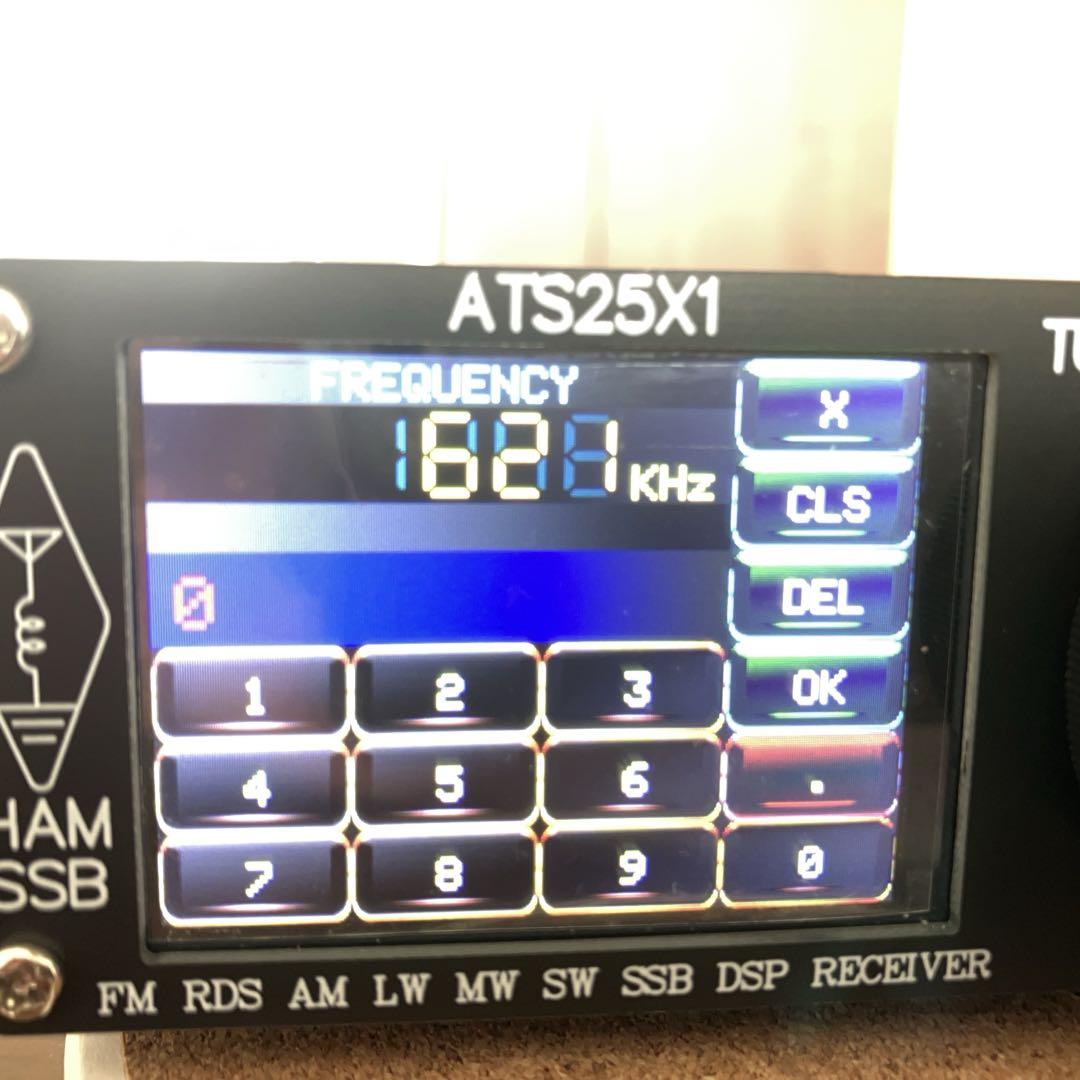 ATS25X1
FREQUENCY
621 KHz
0
X
CLS
DEL
OK
1 2 3
4 5 6 .
7 8 9 0
HAM
SSB
FM RDS AM LW MW SW SSB DSP RECEIVER